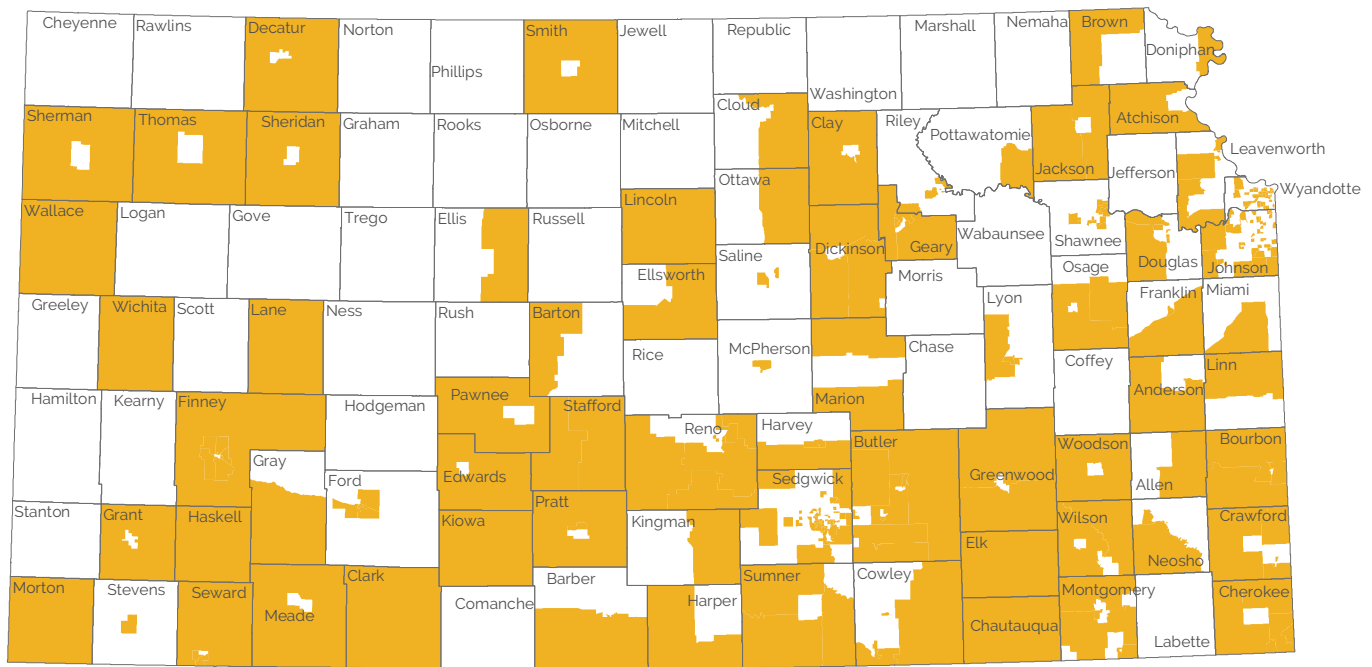 Cheyenne
Rawlins
Decatur
Norton
Phillips
Smith
Jewell
Republic
Washington
Marshall
Nemaha
Brown
Doniphan
Sherman
Thomas
Sheridan
Graham
Rooks
Osborne
Mitchell
Cloud
Clay
Riley
Pottawatomie
Jackson
Atchison
Jefferson
Leavenworth
Wyandotte
Wallace
Logan
Gove
Trego
Ellis
Russell
Lincoln
Ottawa
Saline
Dickinson
Geary
Wabaunsee
Shawnee
Douglas
Johnson
Ellsworth
Morris
Osage
Franklin
Miami
Greeley
Wichita
Scott
Lane
Ness
Rush
Barton
Rice
McPherson
Marion
Chase
Lyon
Coffey
Anderson
Linn
Hamilton
Kearny
Finney
Hodgeman
Pawnee
Stafford
Reno
Harvey
Butler
Greenwood
Woodson
Allen
Bourbon
Gray
Ford
Edwards
Sedgwick
Stanton
Grant
Haskell
Kiowa
Pratt
Kingman
Elk
Wilson
Neosho
Crawford
Morton
Stevens
Seward
Meade
Clark
Comanche
Barber
Harper
Sumner
Cowley
Chautauqua
Montgomery
Labette
Cherokee